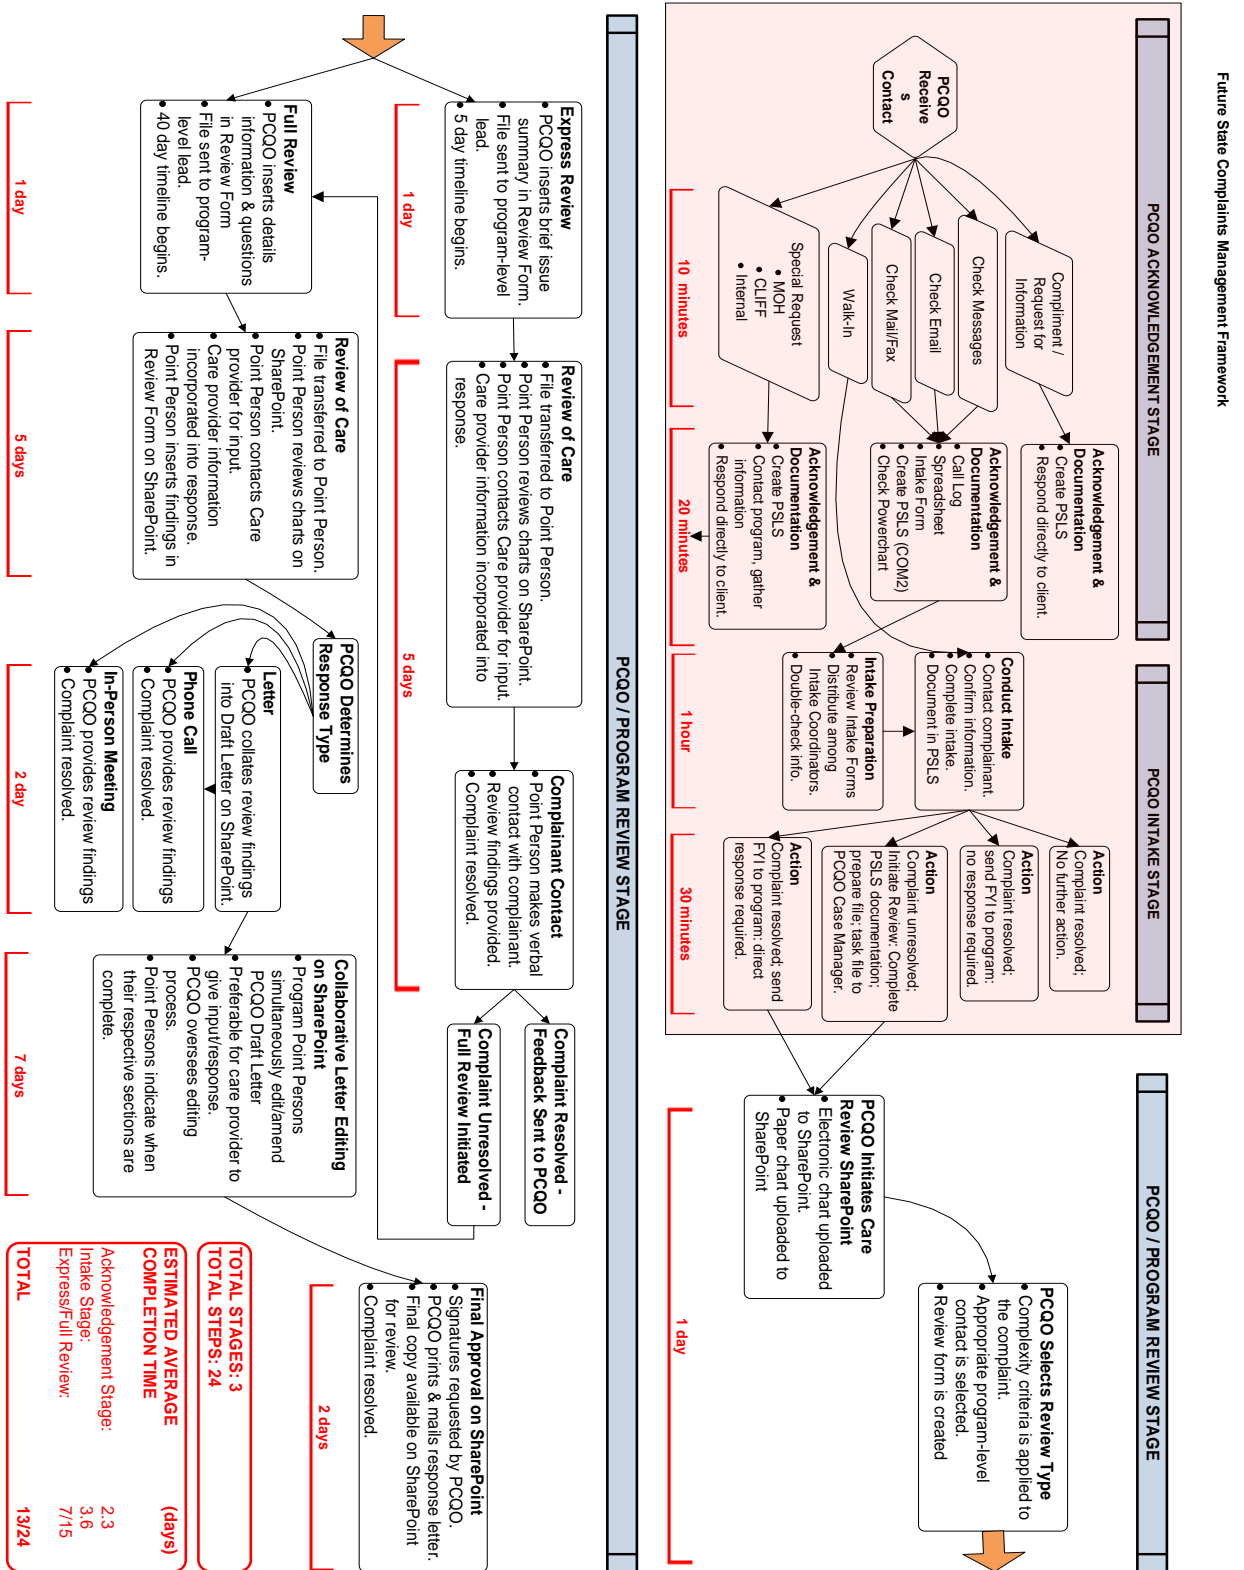 Future State Complaints Management Framework
PCQO ACKNOWLEDGEMENT STAGE
PCQO INTAKE STAGE
PCQO / PROGRAM REVIEW STAGE
PCQO
Receive
s
Contact
Compliment /
Request for
Information
Check Messages
Check Email
Check Mail/Fax
Walk-In
Special Request
• MOH
• CLIFF
• Internal
10 minutes
Acknowledgement &
Documentation
• Create PSLS
• Respond directly to client.
Acknowledgement &
Documentation
• Call Log
• Spreadsheet
• Intake Form
• Create PSLS (COM2)
• Check Powerchart
Acknowledgement &
Documentation
• Create PSLS
• Contact program, gather
information
• Respond directly to client.
20 minutes
Conduct Intake
• Contact complainant.
• Confirm information.
• Complete intake.
• Document in PSLS
Intake Preparation
• Review Intake Forms
• Distribute among
Intake Coordinators.
• Double-check info.
1 hour
Action
Complaint resolved;
No further action.
Action
Complaint resolved;
send FYI to program:
no response required.
Action
Complaint unresolved;
Initiate Review: Complete
PSLS documentation;
prepare file; task file to
PCQO Case Manager.
Action
Complaint resolved; send
FYI to program: direct
response required.
30 minutes
PCQO Initiates Care
Review SharePoint
• Electronic chart uploaded
to SharePoint.
• Paper chart uploaded to
SharePoint
PCQO Selects Review Type
• Complexity criteria is applied to
the complaint.
• Appropriate program-level
contact is selected.
• Review form is created
1 day
PCQO / PROGRAM REVIEW STAGE
Express Review
• PCQO inserts brief issue
summary in Review Form.
• File sent to program-level
lead.
• 5 day timeline begins.
1 day
Review of Care
• File transferred to Point Person.
• Point Person reviews charts on SharePoint.
• Point Person contacts Care provider for input.
• Care provider information incorporated into
response.
Complainant Contact
• Point Person makes verbal
contact with complainant.
• Review findings provided.
• Complaint resolved.
5 days
Complaint Resolved -
Feedback Sent to PCQO
Complaint Unresolved -
Full Review Initiated
Full Review
• PCQO inserts details
information & questions
in Review Form
• File sent to program-
level lead.
• 40 day timeline begins.
1 day
Review of Care
• File transferred to Point Person.
• Point Person reviews charts on
SharePoint.
• Point Person contacts Care
provider for input.
• Care provider information
incorporated into response.
• Point Person inserts findings in
Review Form on SharePoint.
5 days
PCQO Determines
Response Type
Letter
• PCQO collates review findings
into Draft Letter on SharePoint.
Phone Call
• PCQO provides review findings
• Complaint resolved.
In-Person Meeting
• PCQO provides review findings
• Complaint resolved.
2 day
Collaborative Letter Editing
on SharePoint
• Program Point Persons
simultaneously edit/amend
PCQO Draft Letter
• Preferable for care provider to
give input/response.
• PCQO oversees editing
process.
• Point Persons indicate when
their respective sections are
complete.
7 days
Final Approval on SharePoint
• Signatures requested by PCQO.
• PCQO prints & mails response letter.
• Final copy available on SharePoint
for review.
• Complaint resolved.
2 days
TOTAL STAGES: 3
TOTAL STEPS: 24
ESTIMATED AVERAGE
COMPLETION TIME (days)
Acknowledgement Stage: 2.3
Intake Stage: 3.6
Express/Full Review: 7/15
TOTAL 13/24